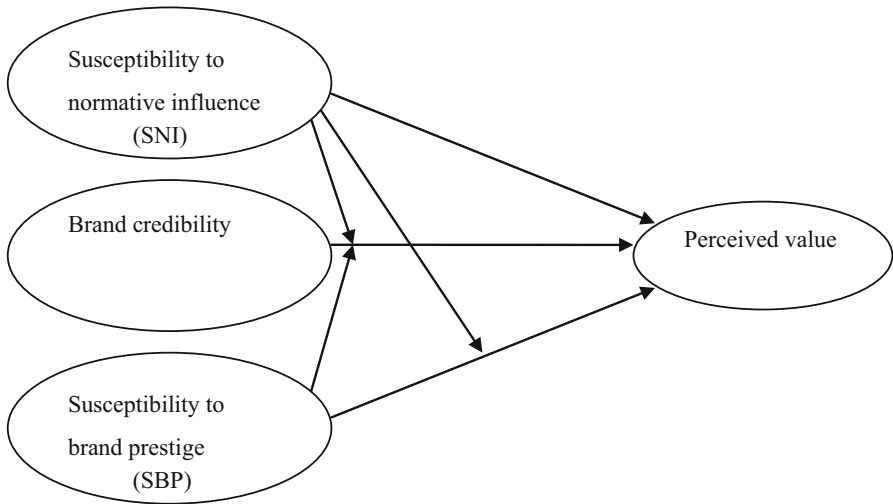 Susceptibility to
normative influence
(SNI)
Brand credibility
Perceived value
Susceptibility to
brand prestige
(SBP)